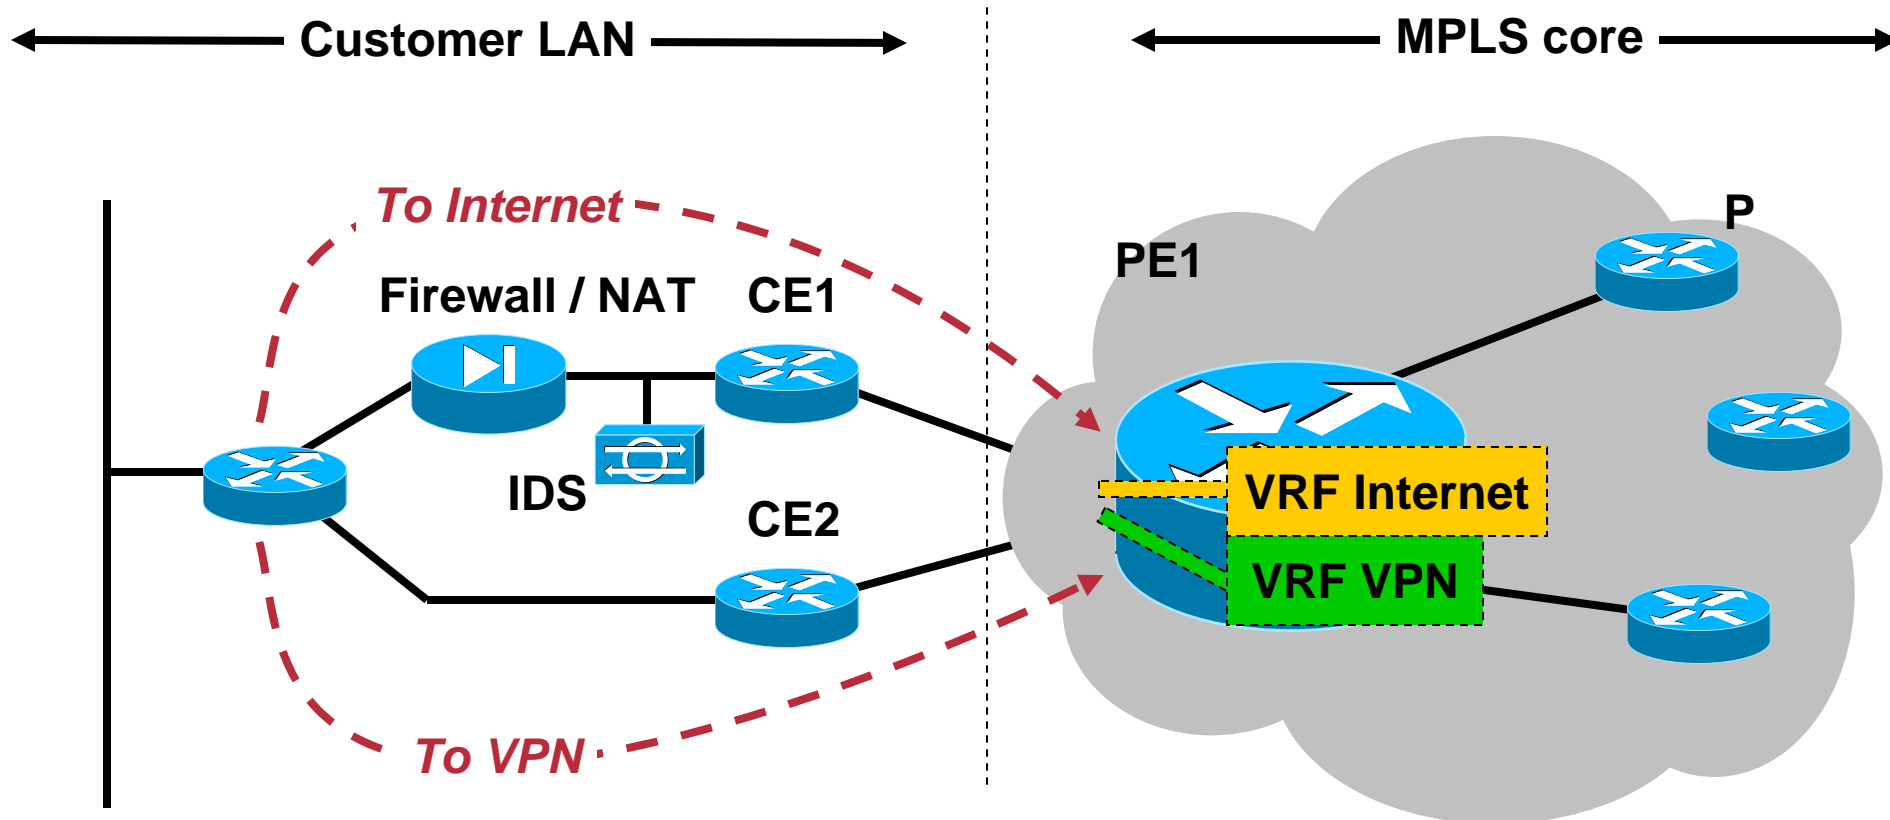 Customer LAN
MPLS core
To Internet
P
PE1
Firewall / NAT
CE1
IDS
CE2
VRF Internet
VRF VPN
To VPN